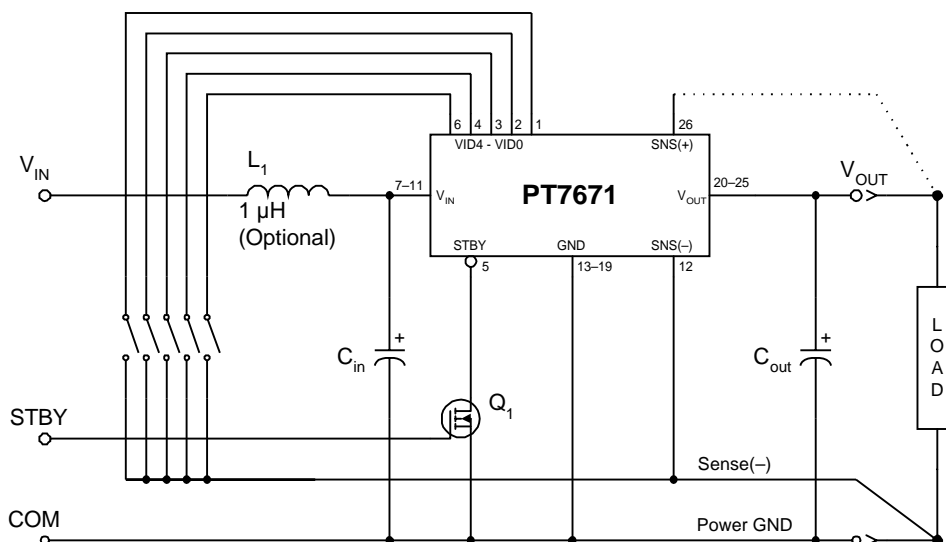 6 4 3 2 1
26
VID4 - VID0
SNS(+)
V_IN
L_1
7–11
20–25
V_OUT
V_IN
PT7671
V_OUT
1 µH
(Optional)
STBY
GND
SNS(–)
5
13–19
12
+
+
C_in
C_out
LOAD
Q_1
STBY
Sense(–)
COM
Power GND